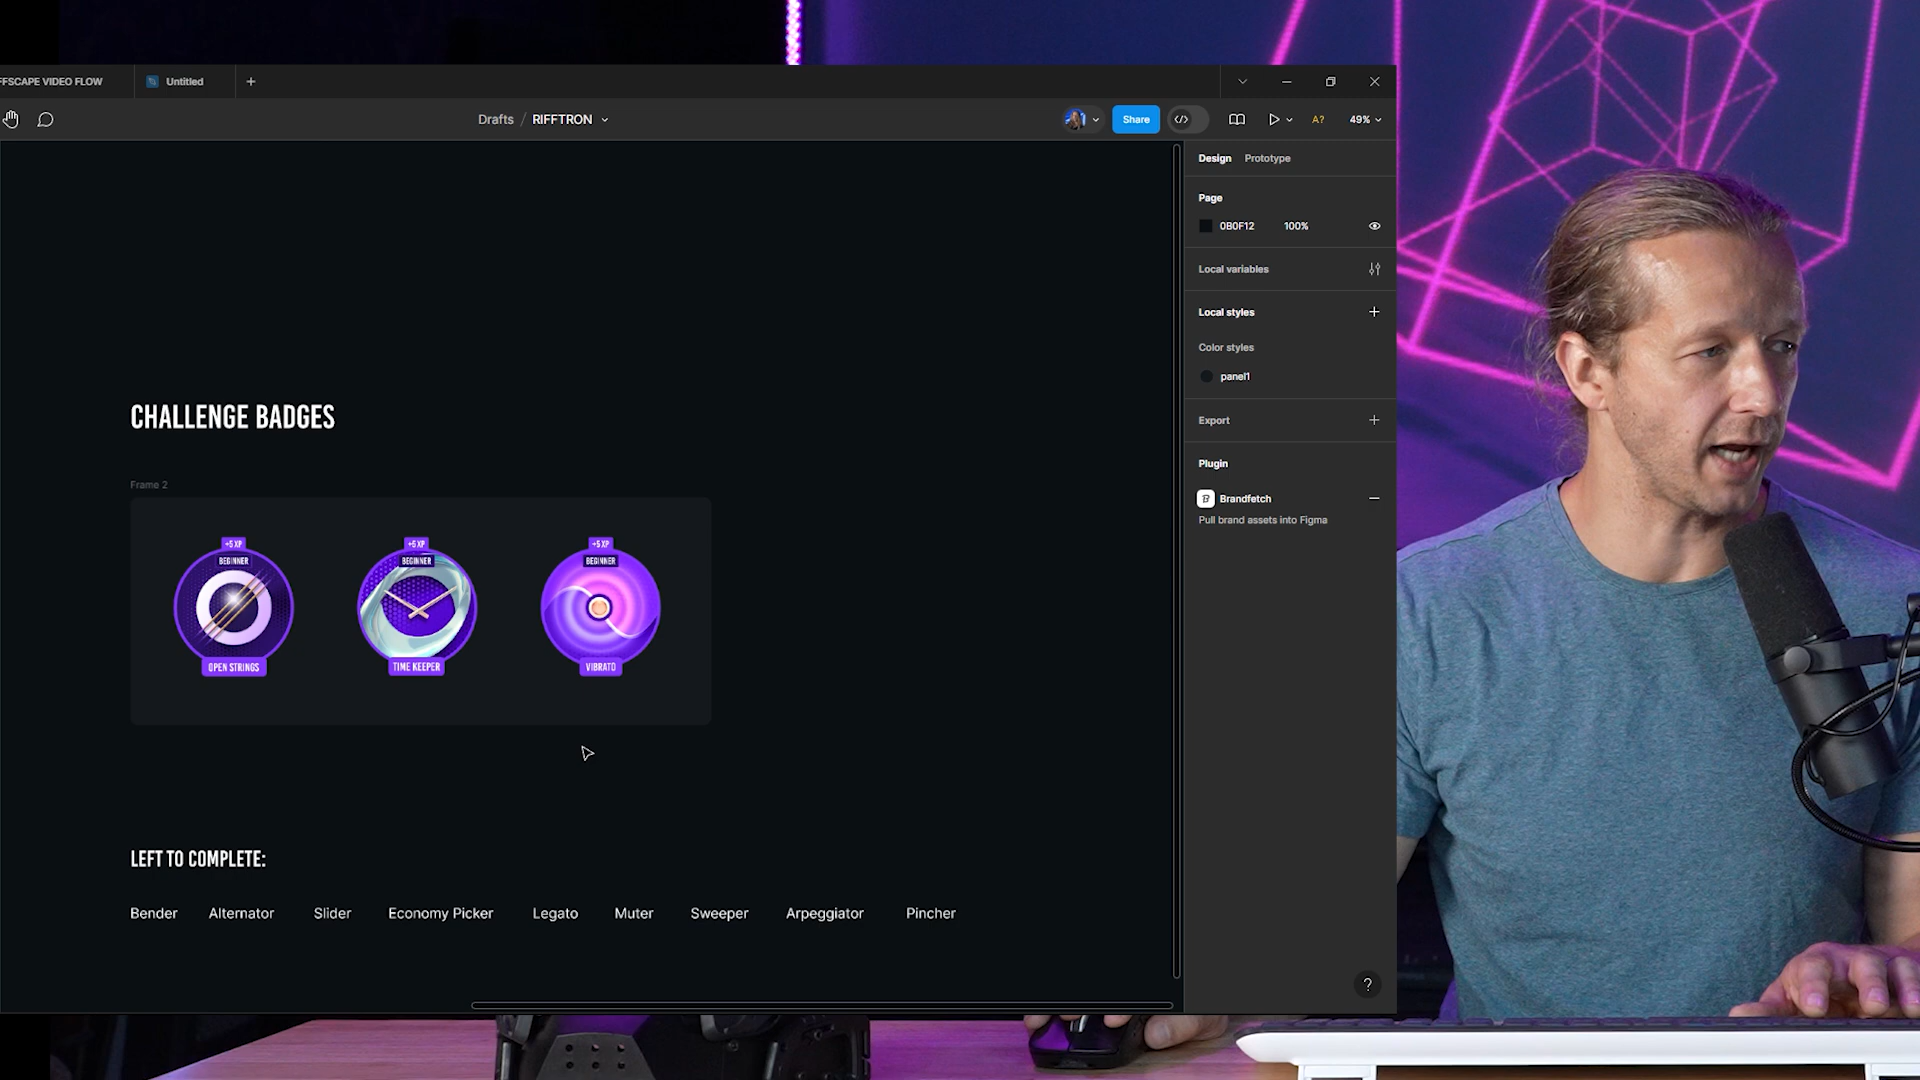 FFSCAPE VIDEO FLOW
Untitled
Drafts / RIFFTRON
Share
A?
49%
Design Prototype
Page
0B0F12 100%
Local variables
Local styles
Color styles
panel1
Export
Plugin
Brandfetch
Pull brand assets into Figma
CHALLENGE BADGES
Frame 2
+5 XP
BEGINNER
OPEN STRINGS
+5 XP
BEGINNER
TIME KEEPER
+5 XP
BEGINNER
VIBRATO
LEFT TO COMPLETE:
Bender Alternator Slider Economy Picker Legato Muter Sweeper Arpeggiator Pincher
?